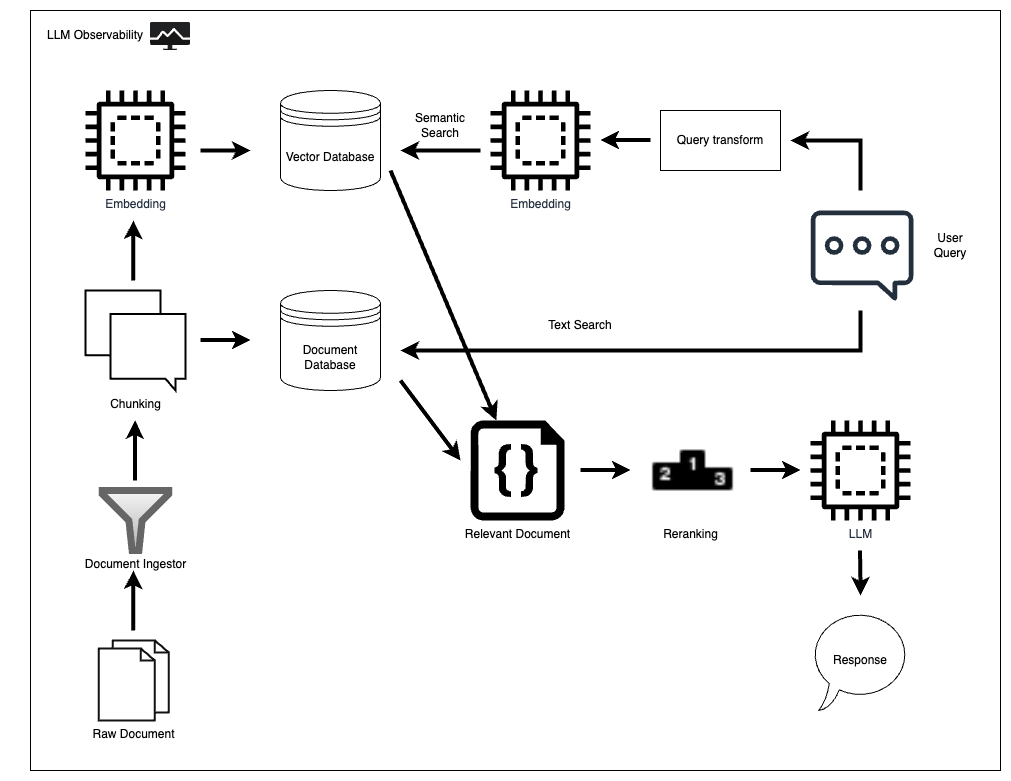 LLM Observability
Semantic
Search
Query transform
Vector Database
Embedding
Embedding
User
Query
Text Search
Document
Database
Chunking
{}
1
2
3
Relevant Document
Reranking
LLM
Document Ingestor
Response
Raw Document